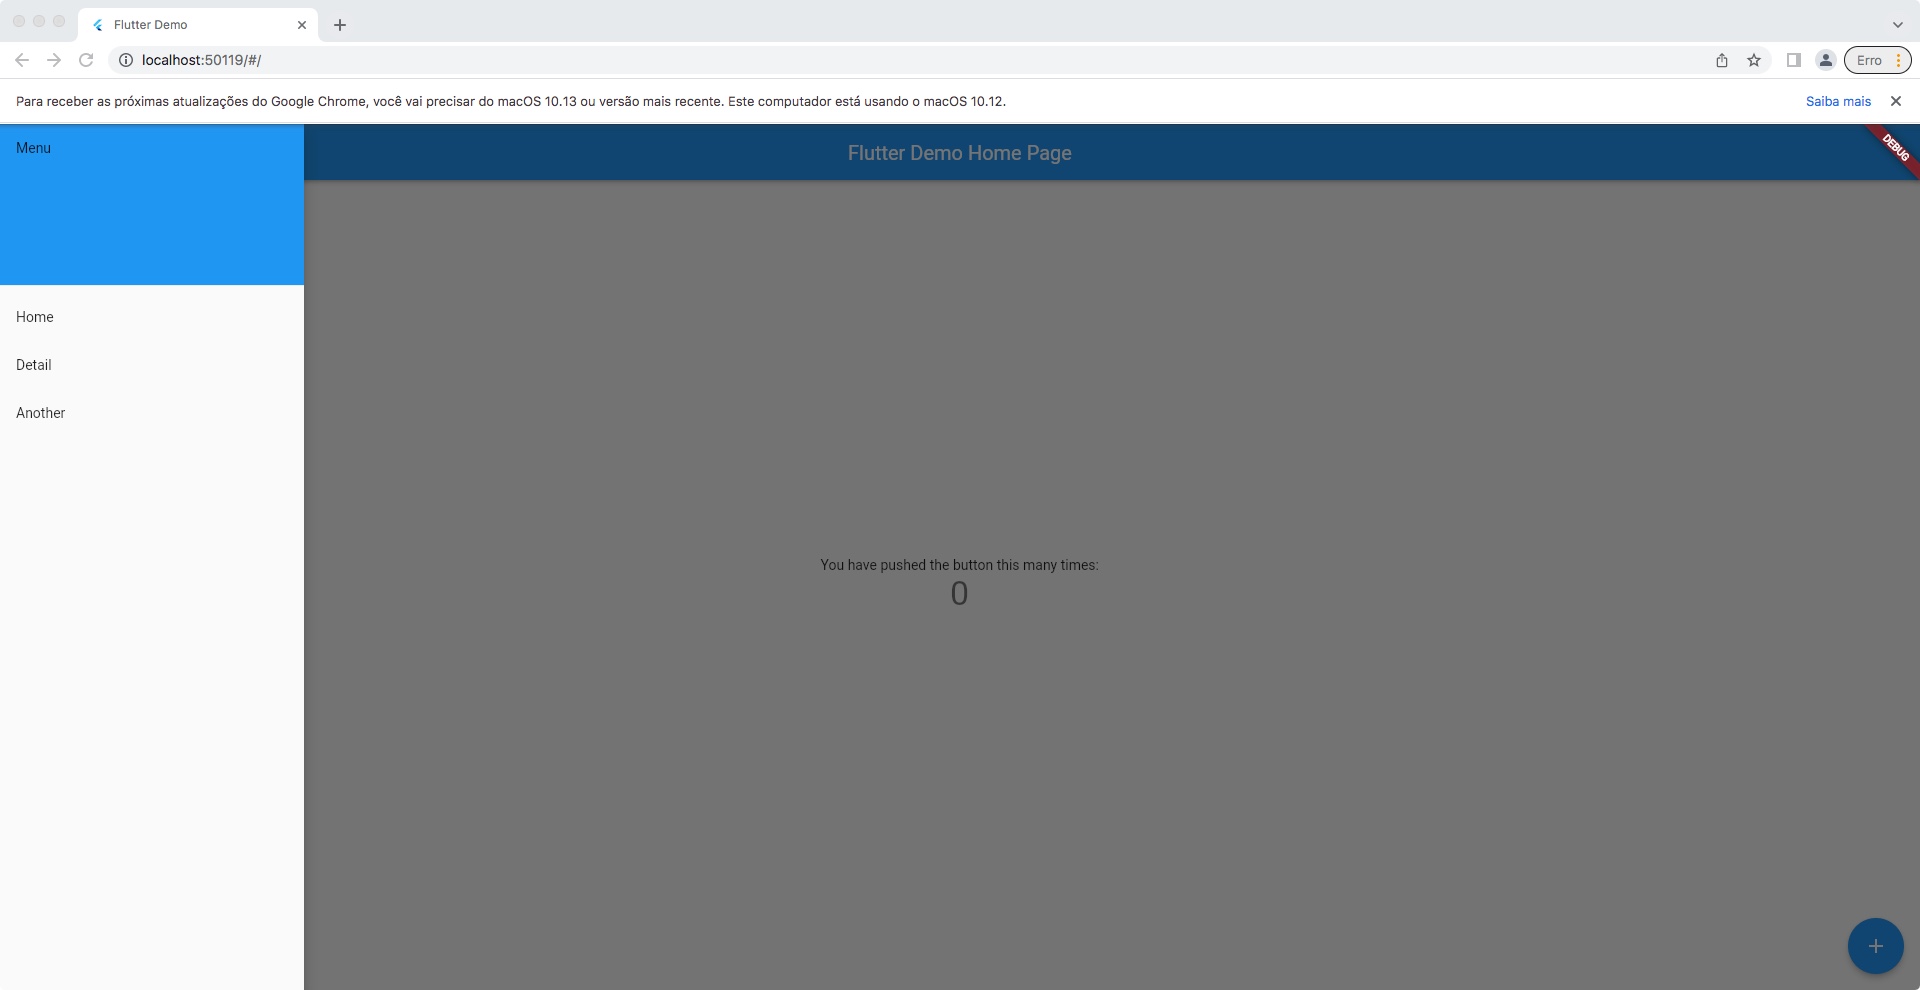 Flutter Demo
localhost:50119/#/
Erro
Para receber as próximas atualizações do Google Chrome, você vai precisar do macOS 10.13 ou versão mais recente. Este computador está usando o macOS 10.12.
Saiba mais
Menu
Flutter Demo Home Page
DEBUG
Home
Detail
Another
You have pushed the button this many times:
0